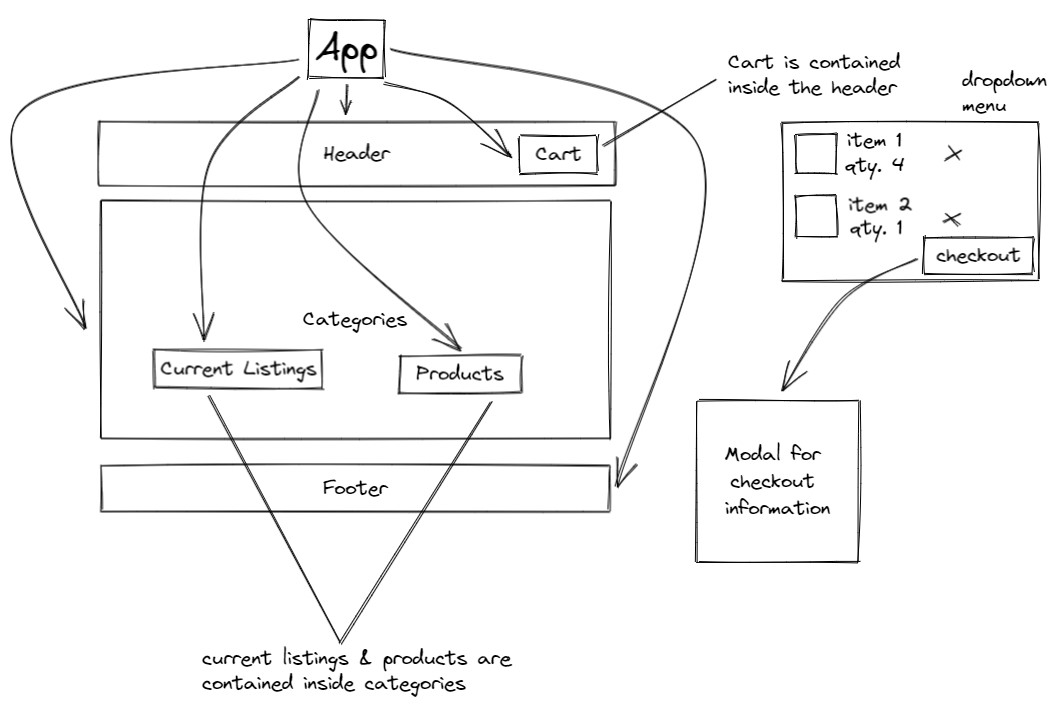 App
Cart is contained
inside the header
dropdown
menu
Header
Cart
item 1
qty. 4
X
item 2
qty. 1
X
checkout
Categories
Current Listings
Products
Modal for
checkout
information
Footer
current listings & products are
contained inside categories